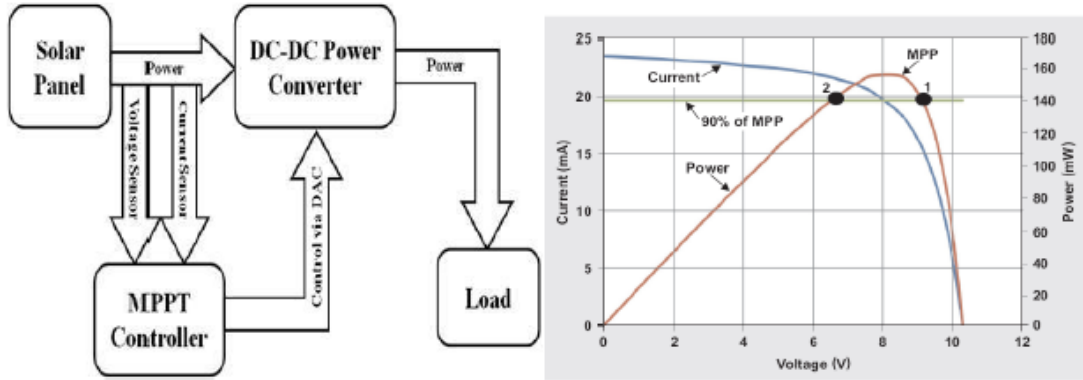 Solar
Panel
Power
DC-DC Power
Converter
Power
Voltage Sensor
Current Sensor
Control via DAC
MPPT
Controller
Load
25
20
15
10
5
0
Current (mA)
180
160
140
120
100
80
60
40
20
0
Power (mW)
MPP
Current
2
1
90% of MPP
Power
0
2
4
6
8
10
12
Voltage (V)